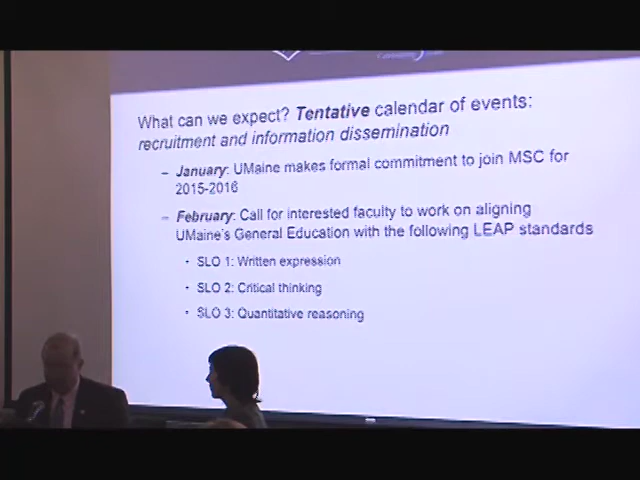 What can we expect? Tentative calendar of events:
recruitment and information dissemination
– January: UMaine makes formal commitment to join MSC for
2015-2016
– February: Call for interested faculty to work on aligning
UMaine's General Education with the following LEAP standards
• SLO 1: Written expression
• SLO 2: Critical thinking
• SLO 3: Quantitative reasoning